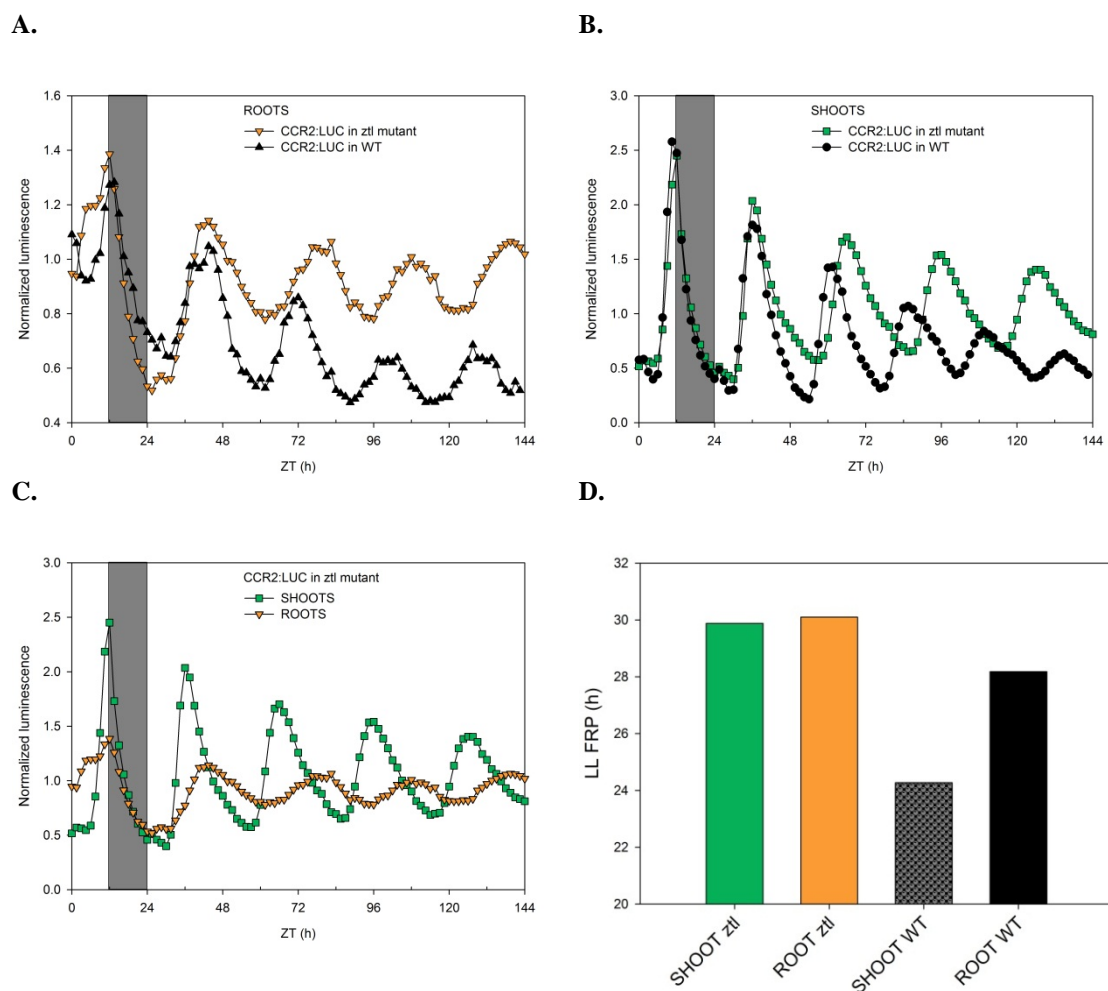 A.
B.
ROOTS
CCR2:LUC in ztl mutant
CCR2:LUC in WT
Normalized luminescence
1.6
1.4
1.2
1.0
0.8
0.6
0.4
0 24 48 72 96 120 144
ZT (h)
SHOOTS
CCR2:LUC in ztl mutant
CCR2:LUC in WT
Normalized luminescence
3.0
2.5
2.0
1.5
1.0
0.5
0.0
0 24 48 72 96 120 144
ZT (h)
C.
D.
CCR2:LUC in ztl mutant
SHOOTS
ROOTS
Normalized luminescence
3.0
2.5
2.0
1.5
1.0
0.5
0.0
0 24 48 72 96 120 144
ZT (h)
LL FRP (h)
32
30
28
26
24
22
20
SHOOT ztl
ROOT ztl
SHOOT WT
ROOT WT